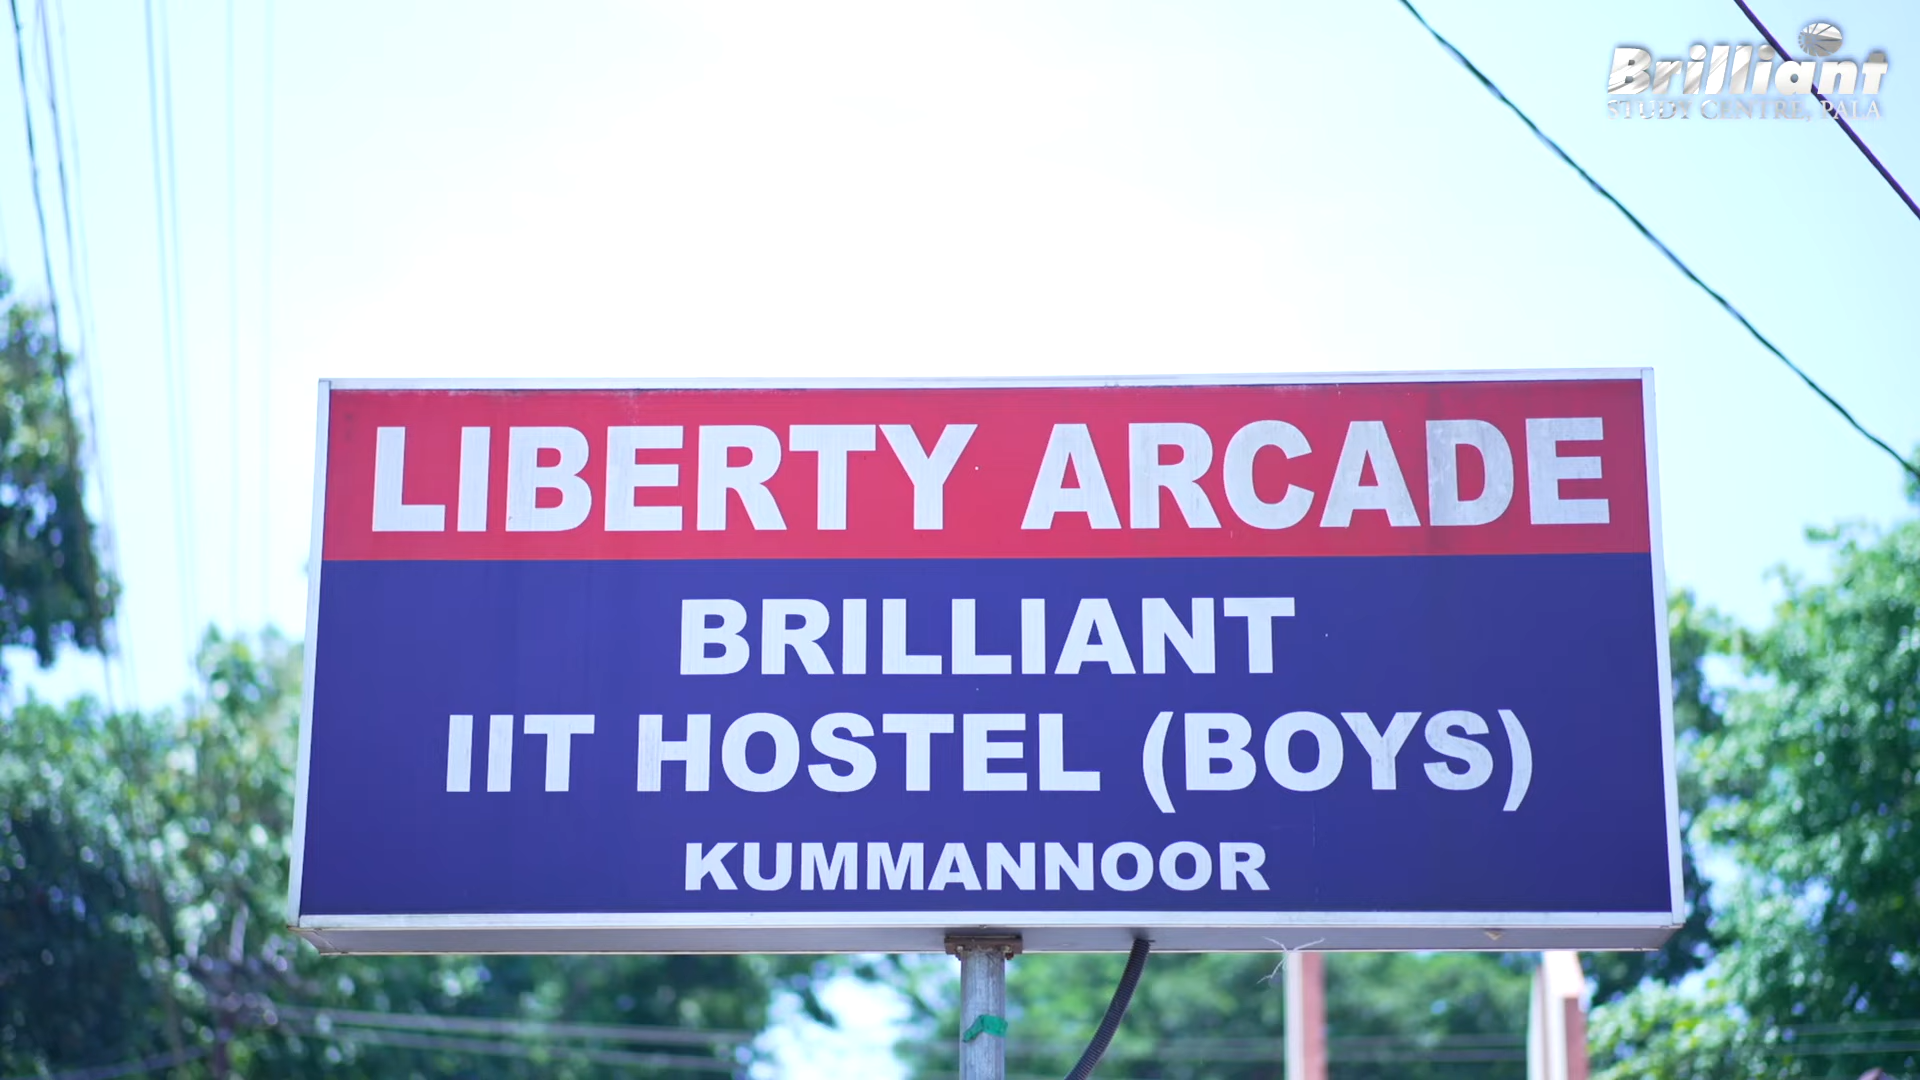 Brilliant
STUDY CENTRE, PALA
LIBERTY ARCADE
BRILLIANT
IIT HOSTEL (BOYS)
KUMMANNOOR